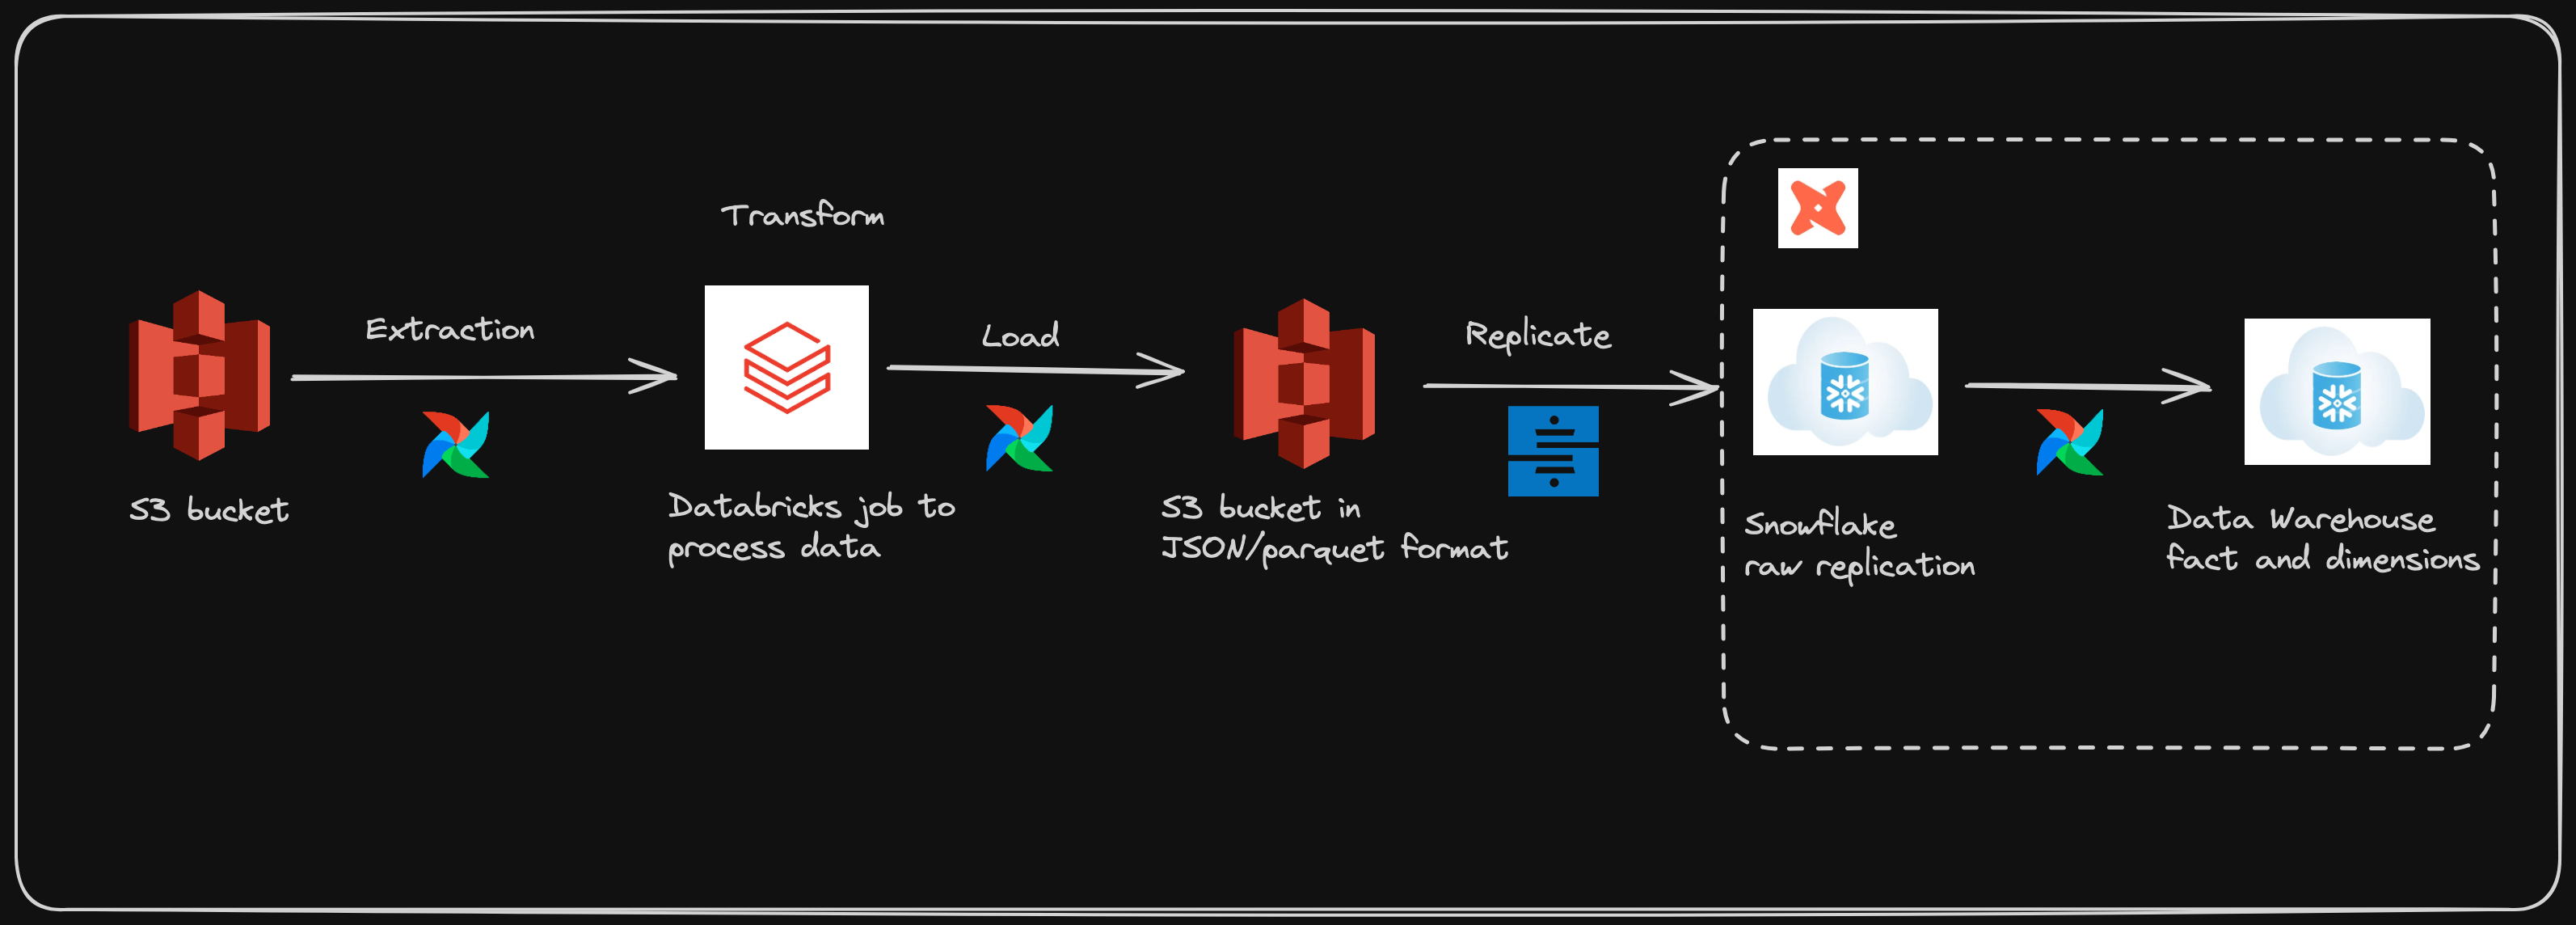 Transform
Extraction
Load
Replicate
S3 bucket
Databricks job to
process data
S3 bucket in
JSON/parquet format
Snowflake
raw replication
Data Warehouse
fact and dimensions